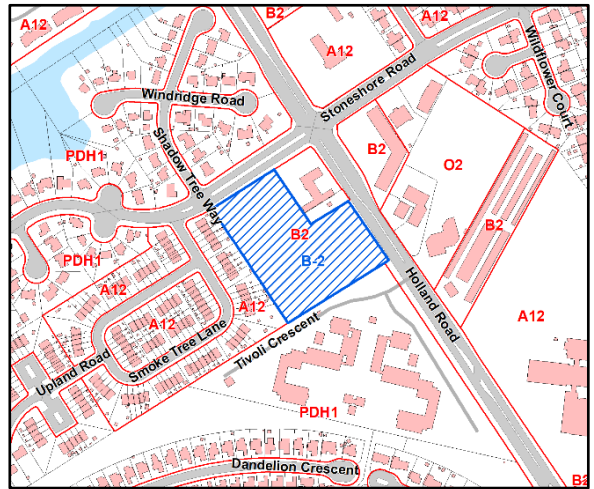 B2
A12
A12
A12
Wildflower Court
Windridge Road
Stoneshore Road
Shadow Tree Way
PDH1
B2
O2
B2
B2
B-2
PDH1
A12
A12
A12
Holland Road
A12
Upland Road
Smoke Tree Lane
Tivoli Crescent
PDH1
Dandelion Crescent
B2